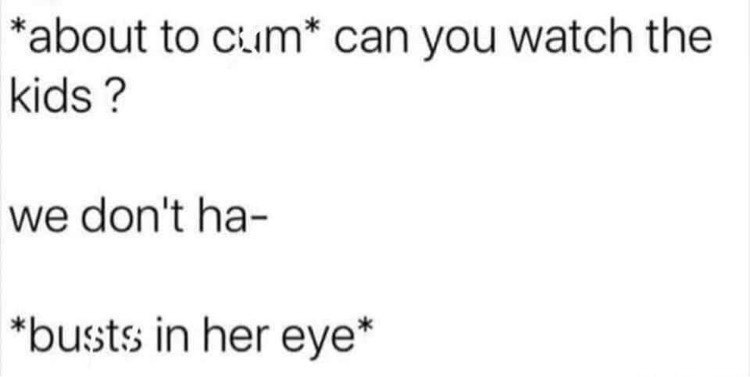 *about to cum* can you watch the
kids ?
we don't ha-
*busts in her eye*